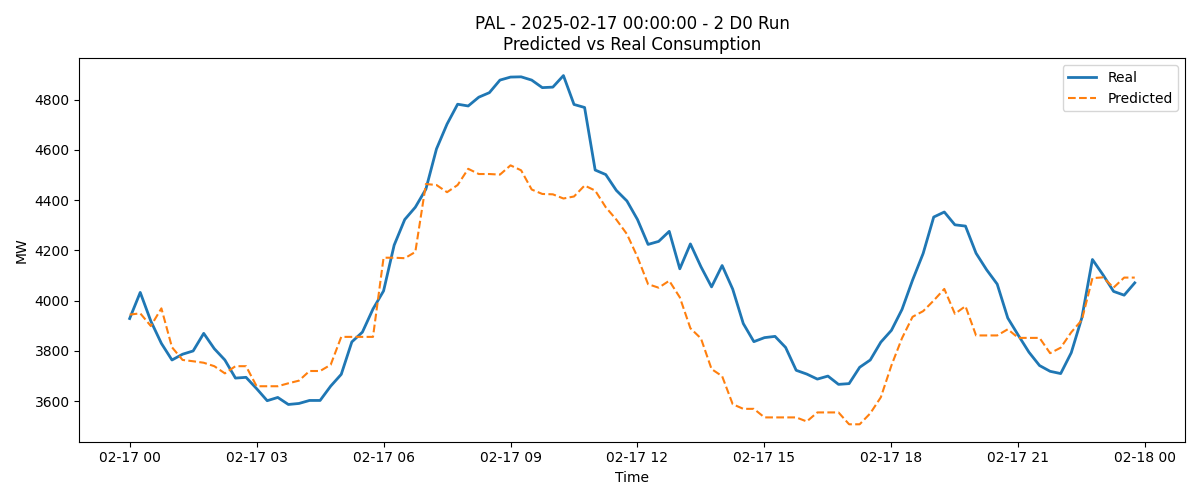 PAL - 2025-02-17 00:00:00 - 2 D0 Run
Predicted vs Real Consumption
Real
Predicted
MW
4800
4600
4400
4200
4000
3800
3600
02-17 00
02-17 03
02-17 06
02-17 09
02-17 12
02-17 15
02-17 18
02-17 21
02-18 00
Time